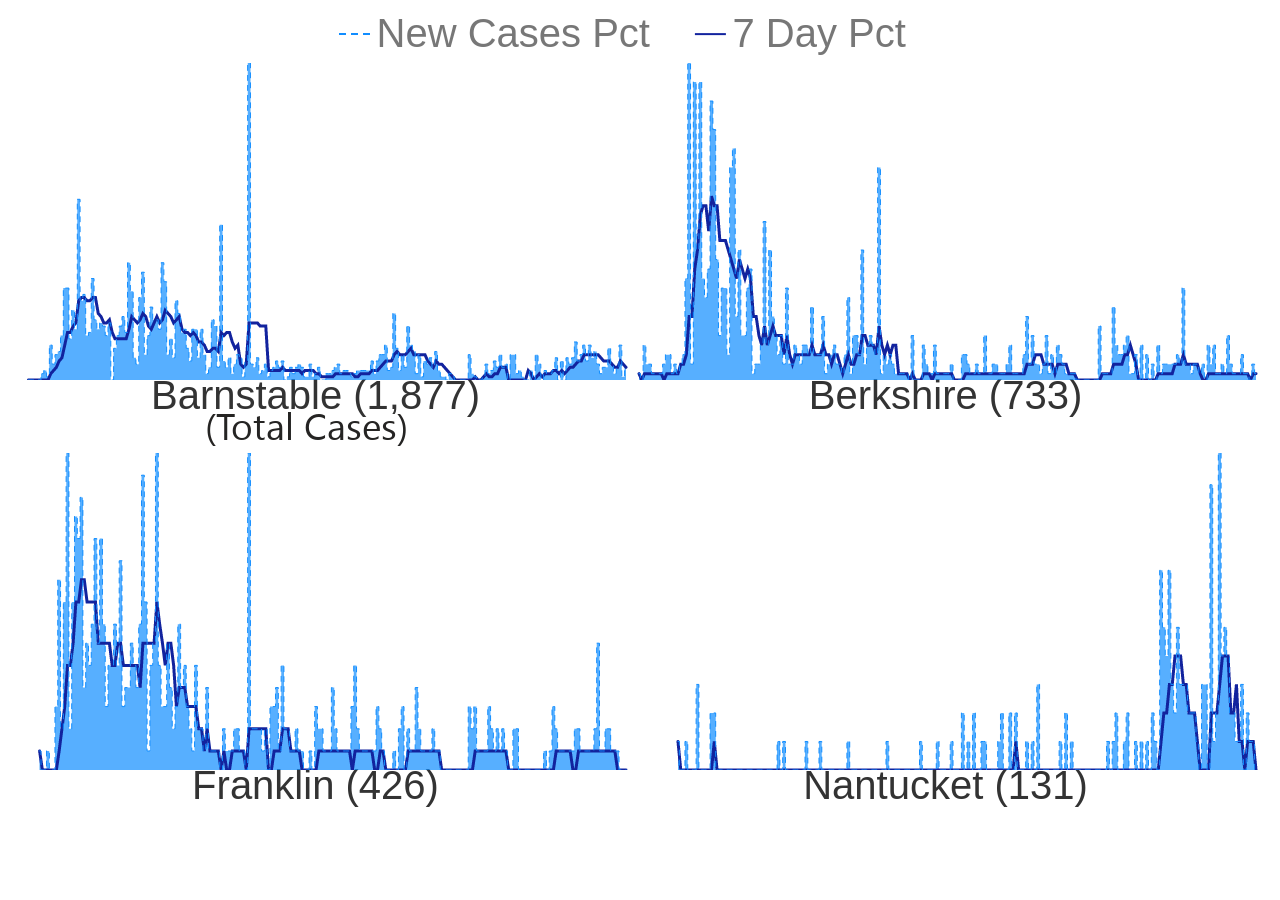 New Cases Pct 7 Day Pct
Barnstable (1,877) Berkshire (733)
(Total Cases)
Franklin (426) Nantucket (131)